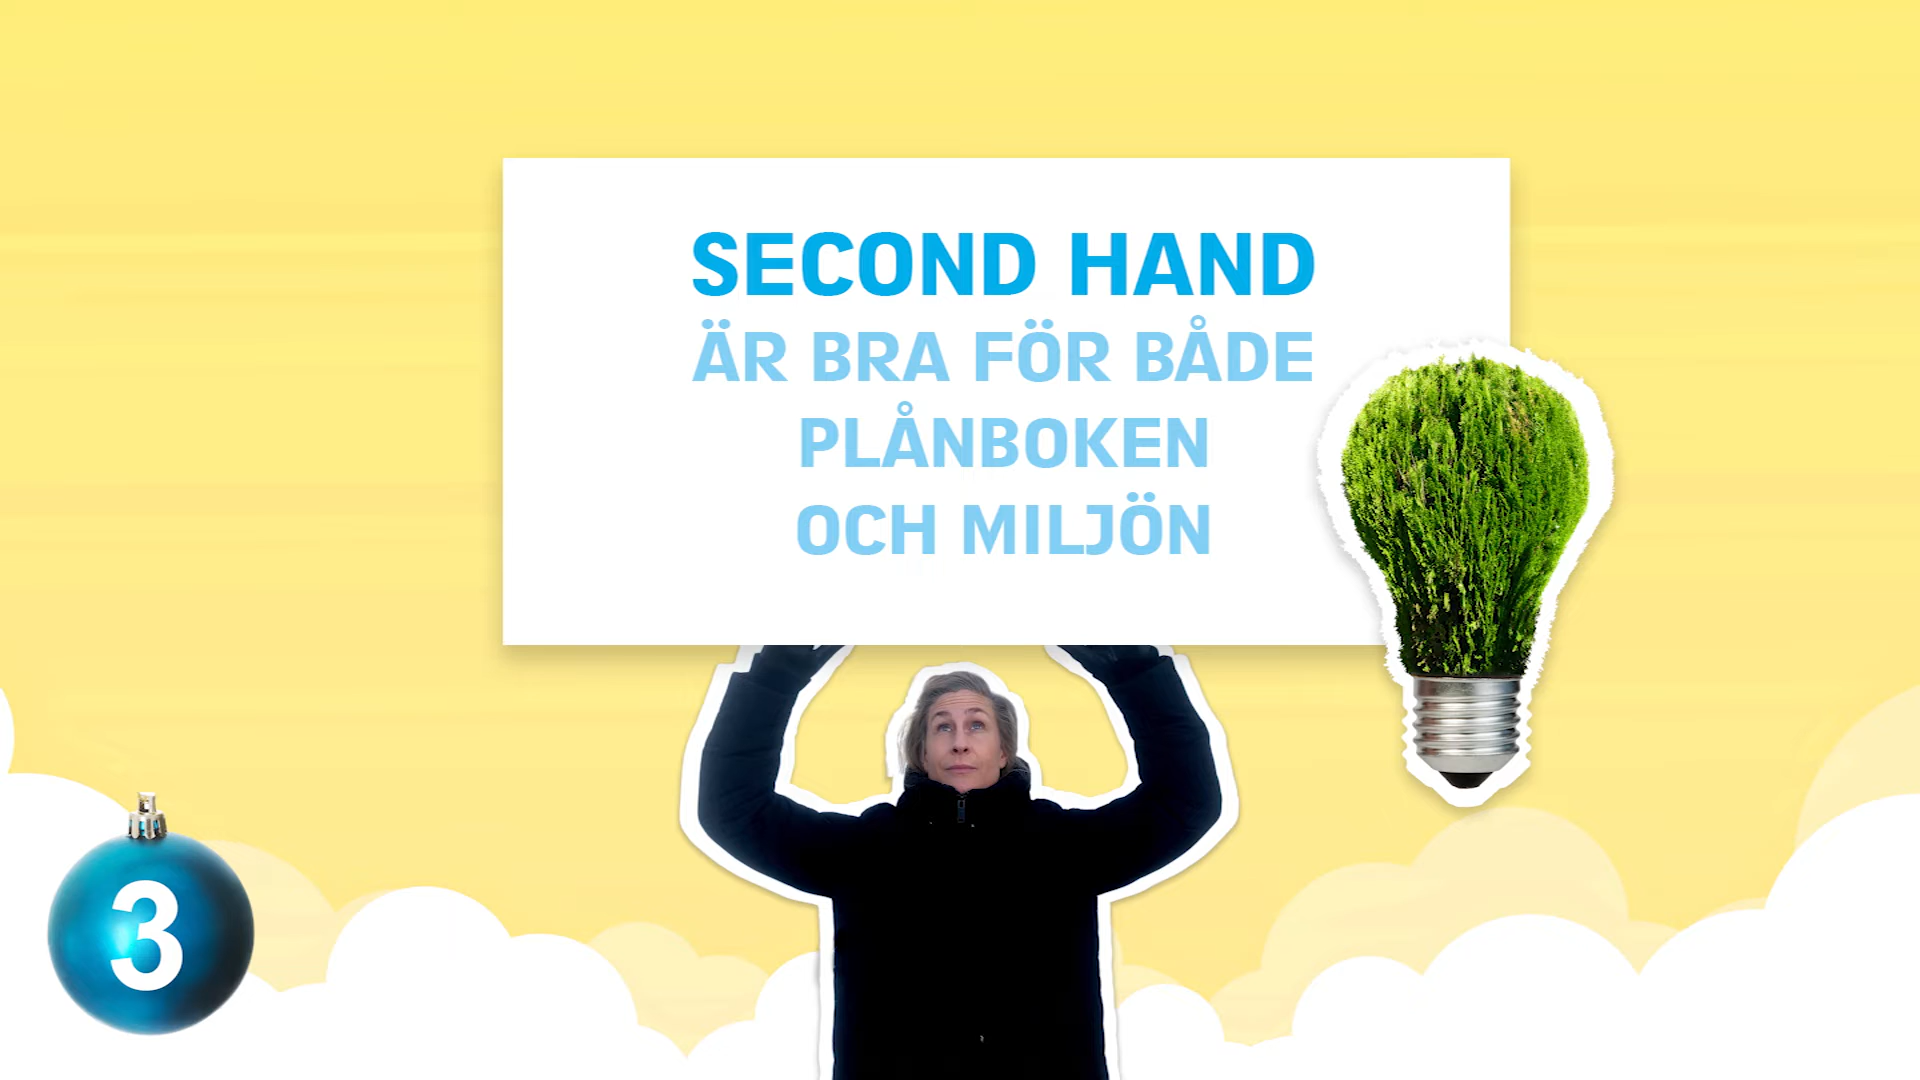 SECOND HAND
ÄR BRA FÖR BÅDE
PLÅNBOKEN
OCH MILJÖN
3